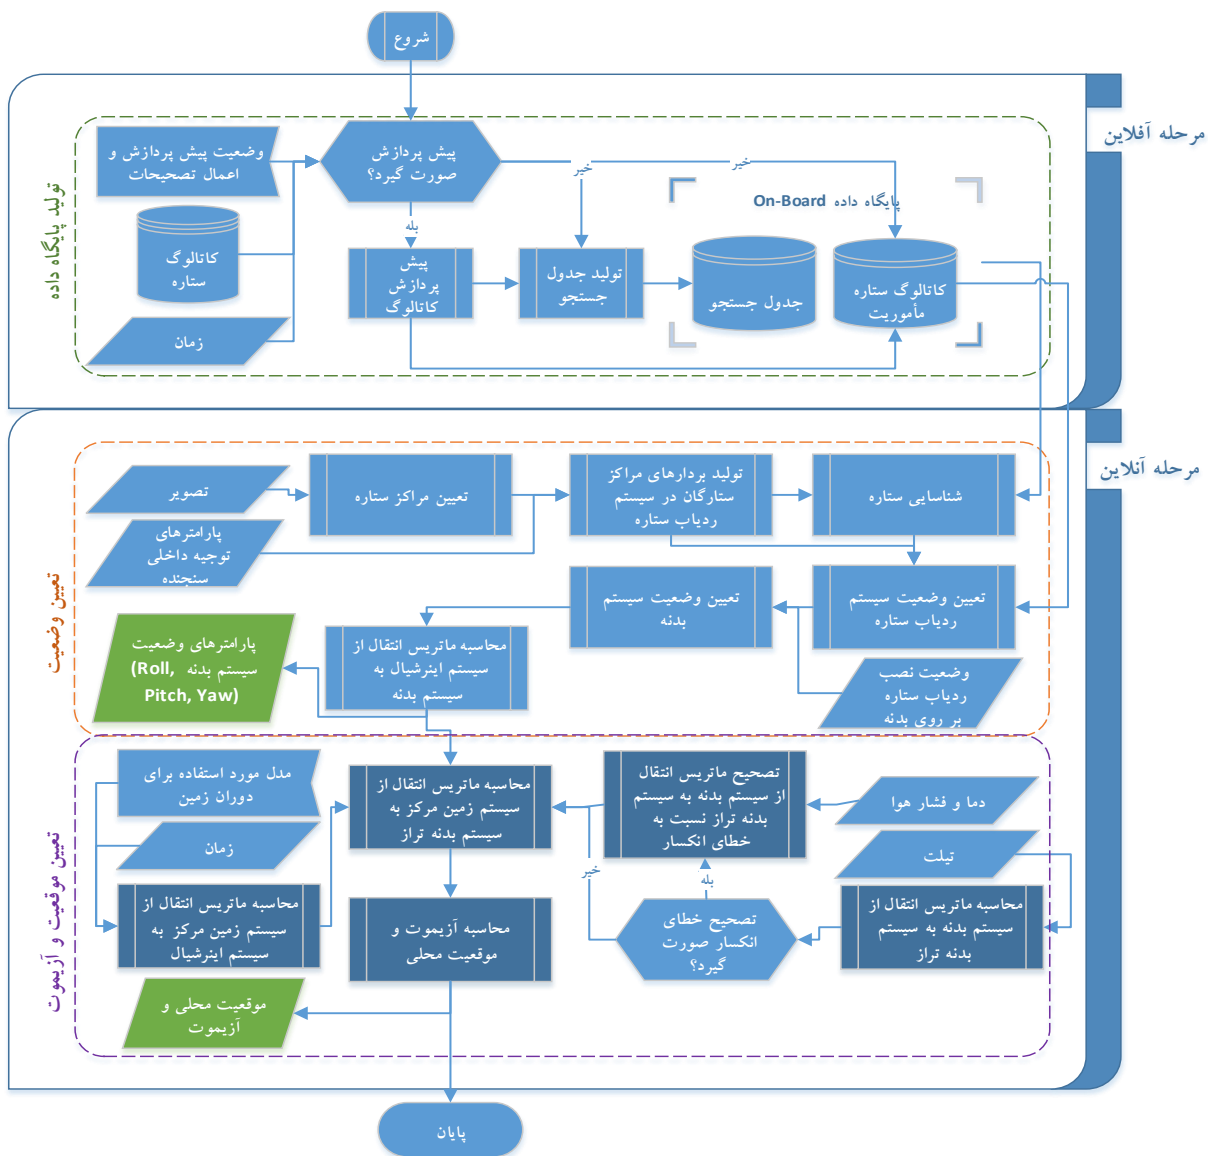 شروع
مرحله آفلاین
تولید پایگاه داده
وضعیت پیش پردازش و
اعمال تصحیحات
پیش پردازش
صورت گیرد؟
خیر
خیر
بله
پایگاه داده On-Board
کاتالوگ
ستاره
زمان
پیش
پردازش
کاتالوگ
تولید جدول
جستجو
جدول جستجو
کاتالوگ ستاره
مأموریت
مرحله آنلاین
تعیین وضعیت
تصویر
تعیین مراکز ستاره
تولید بردارهای مراکز
ستارگان در سیستم
ردیاب ستاره
شناسایی ستاره
پارامترهای
توجیه داخلی
سنجنده
تعیین وضعیت سیستم
ردیاب ستاره
تعیین وضعیت سیستم
بدنه
وضعیت نصب
ردیاب ستاره
بر روی بدنه
محاسبه ماتریس انتقال از
سیستم اینرشیال به
سیستم بدنه
پارامترهای وضعیت
سیستم بدنه (Roll,
Pitch, Yaw)
تعیین موقعیت و آزیموت
مدل مورد استفاده برای
دوران زمین
زمان
محاسبه ماتریس انتقال از
سیستم زمین مرکز به
سیستم اینرشیال
محاسبه ماتریس انتقال از
سیستم زمین مرکز به
سیستم بدنه تراز
تصحیح ماتریس انتقال
از سیستم بدنه به سیستم
بدنه تراز نسبت به
خطای انکسار
دما و فشار هوا
تیلت
محاسبه ماتریس انتقال از
سیستم بدنه به سیستم
بدنه تراز
تصحیح خطای
انکسار صورت
گیرد؟
بله
خیر
محاسبه آزیموت و
موقعیت محلی
موقعیت محلی و
آزیموت
پایان